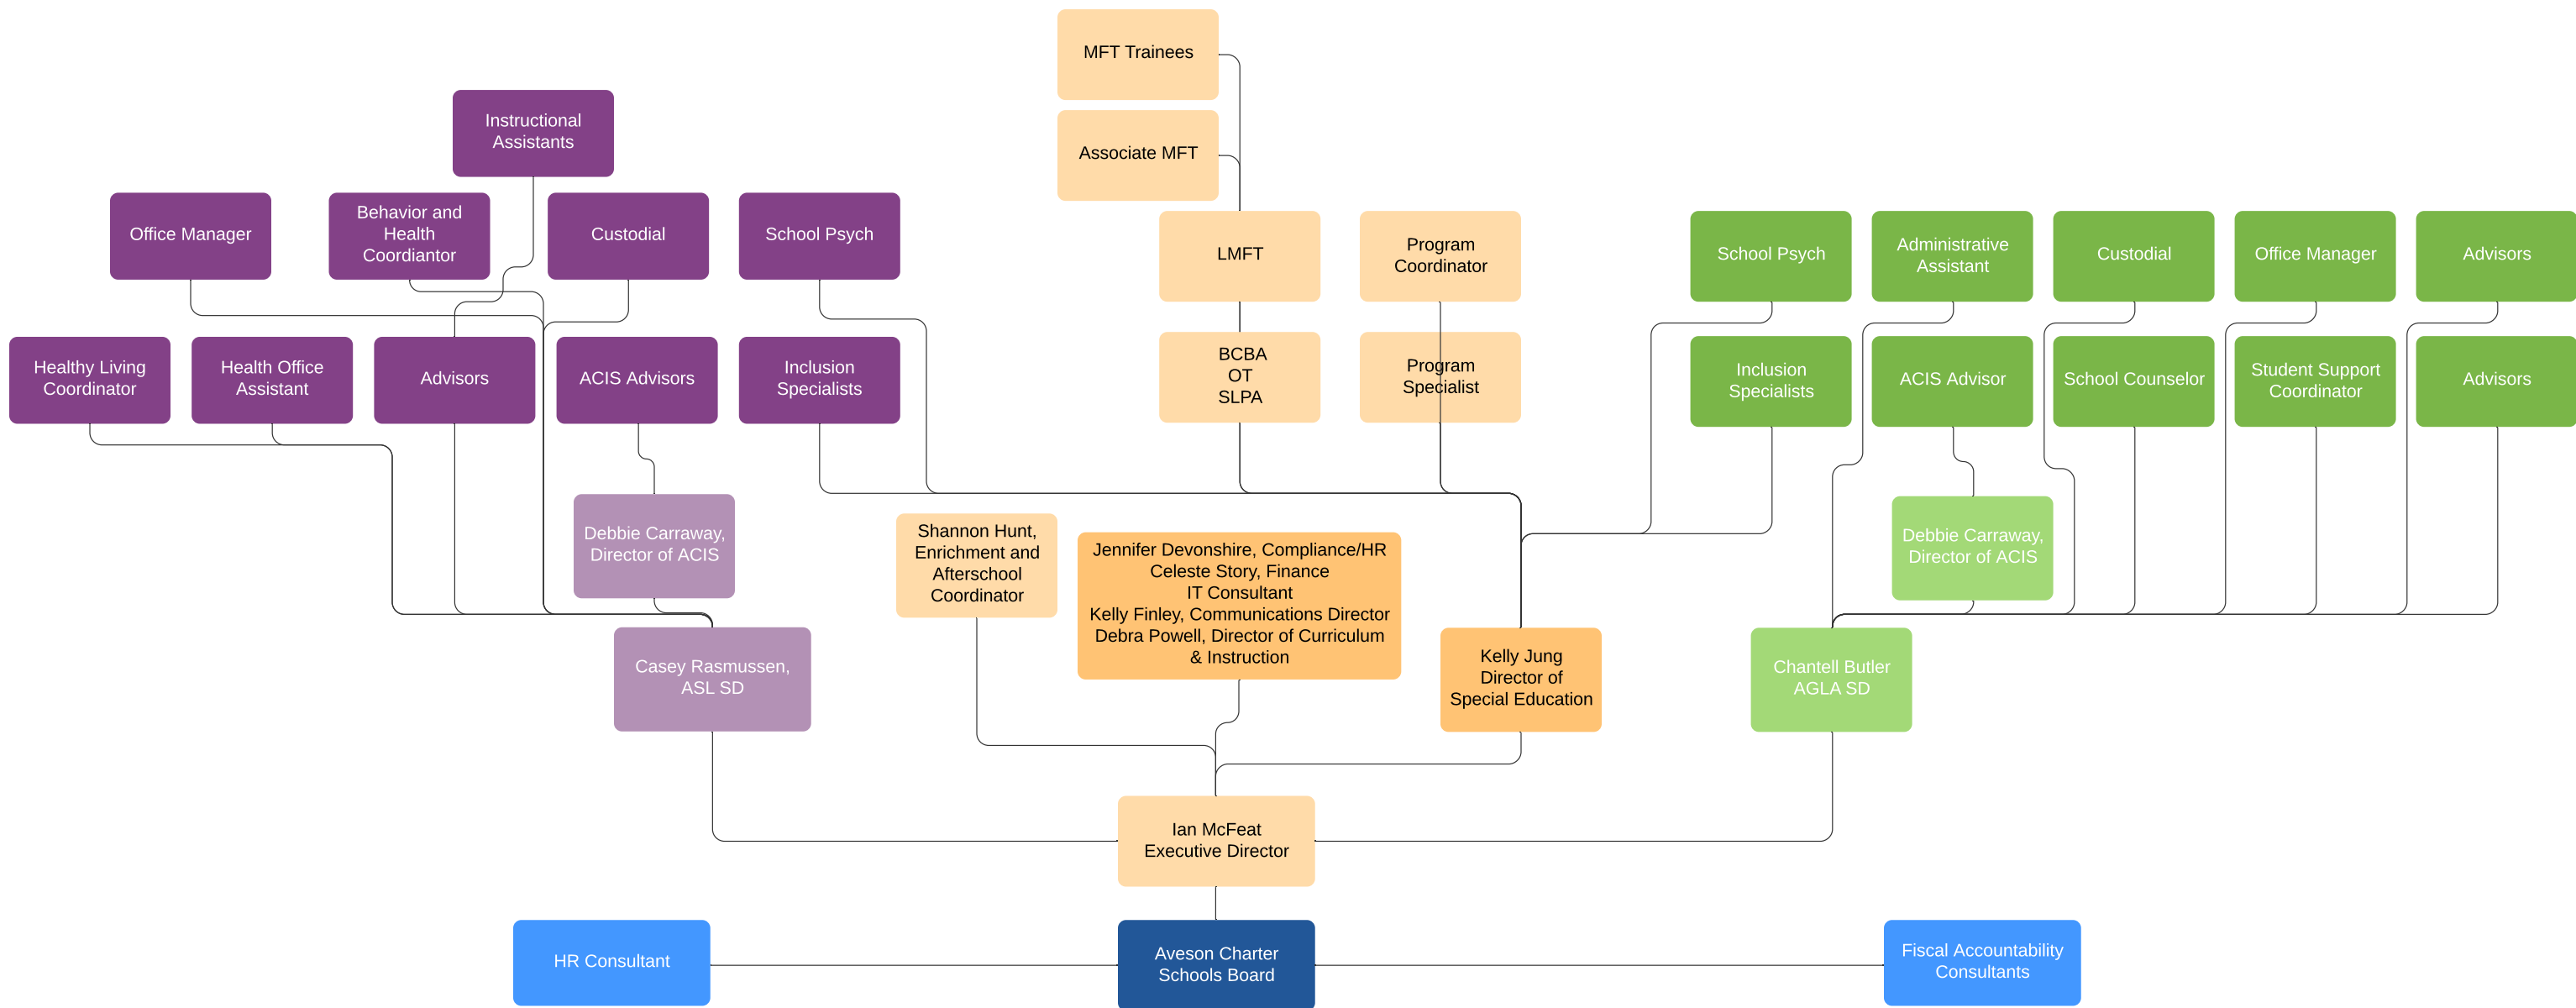 MFT Trainees
Instructional
Assistants
Associate MFT
Office Manager
Behavior and
Health
Coordiantor
Custodial
School Psych
LMFT
Program
Coordinator
School Psych
Administrative
Assistant
Custodial
Office Manager
Advisors
Healthy Living
Coordinator
Health Office
Assistant
Advisors
ACIS Advisors
Inclusion
Specialists
BCBA
OT
SLPA
Program
Specialist
Inclusion
Specialists
ACIS Advisor
School Counselor
Student Support
Coordinator
Advisors
Debbie Carraway,
Director of ACIS
Shannon Hunt,
Enrichment and
Afterschool
Coordinator
Jennifer Devonshire, Compliance/HR
Celeste Story, Finance
IT Consultant
Kelly Finley, Communications Director
Debra Powell, Director of Curriculum
& Instruction
Debbie Carraway,
Director of ACIS
Casey Rasmussen,
ASL SD
Kelly Jung
Director of
Special Education
Chantell Butler
AGLA SD
Ian McFeat
Executive Director
HR Consultant
Aveson Charter
Schools Board
Fiscal Accountability
Consultants